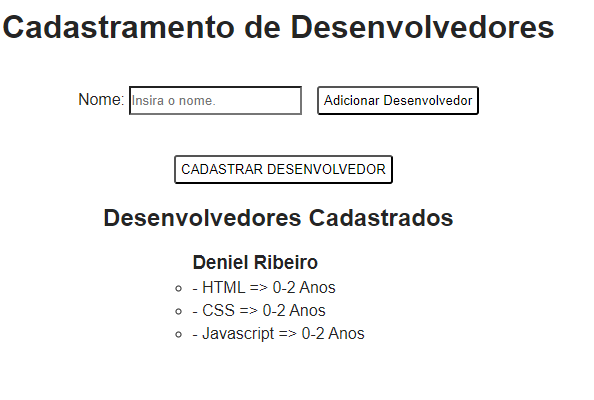 Cadastramento de Desenvolvedores
Nome: Insira o nome. Adicionar Desenvolvedor
CADASTRAR DESENVOLVEDOR
Desenvolvedores Cadastrados
Deniel Ribeiro
- HTML => 0-2 Anos
- CSS => 0-2 Anos
- Javascript => 0-2 Anos